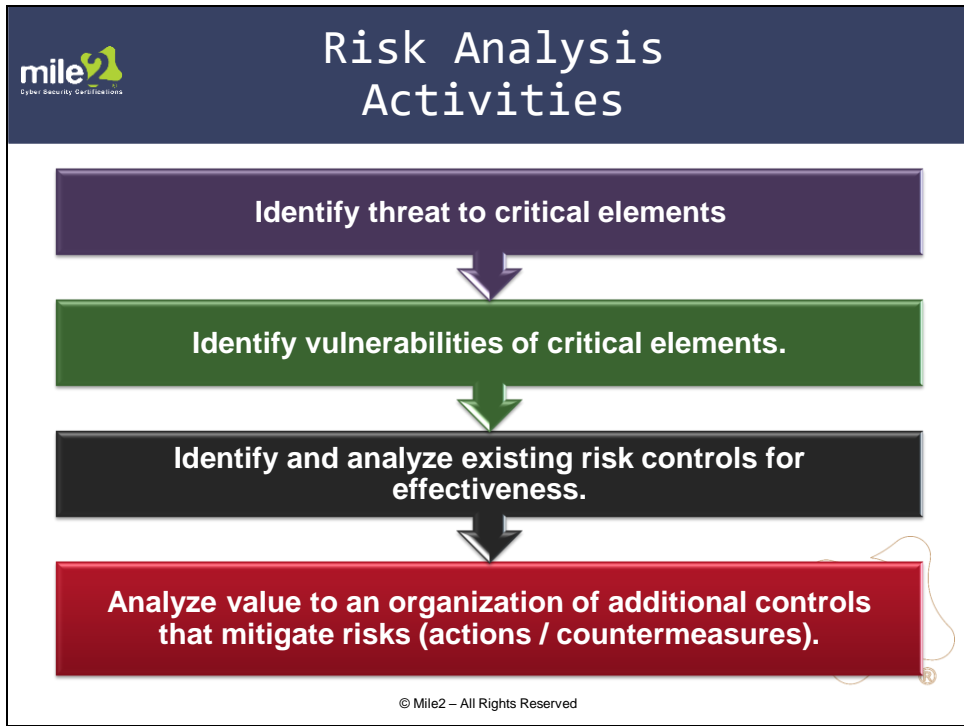 Risk Analysis
Activities
mile2
Cyber Security Certifications
Identify threat to critical elements
Identify vulnerabilities of critical elements.
Identify and analyze existing risk controls for
effectiveness.
Analyze value to an organization of additional controls
that mitigate risks (actions / countermeasures).
®
© Mile2 – All Rights Reserved